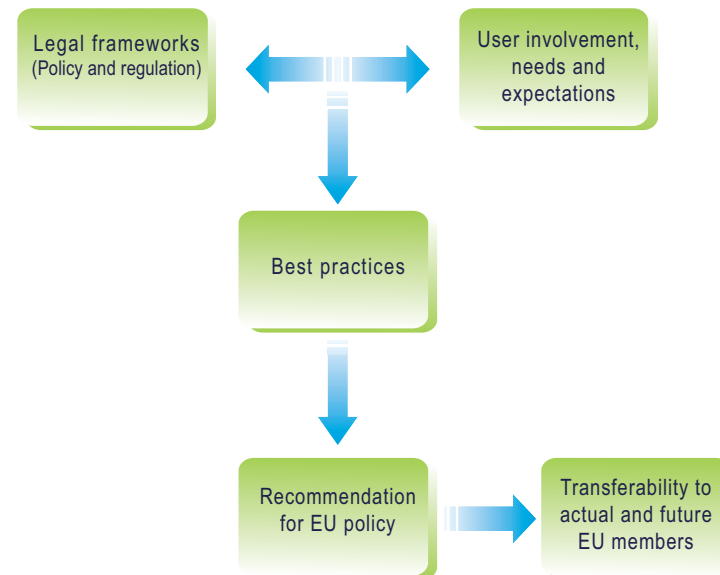 Legal frameworks
(Policy and regulation)
User involvement,
needs and
expectations
Best practices
Recommendation
for EU policy
Transferability to
actual and future
EU members